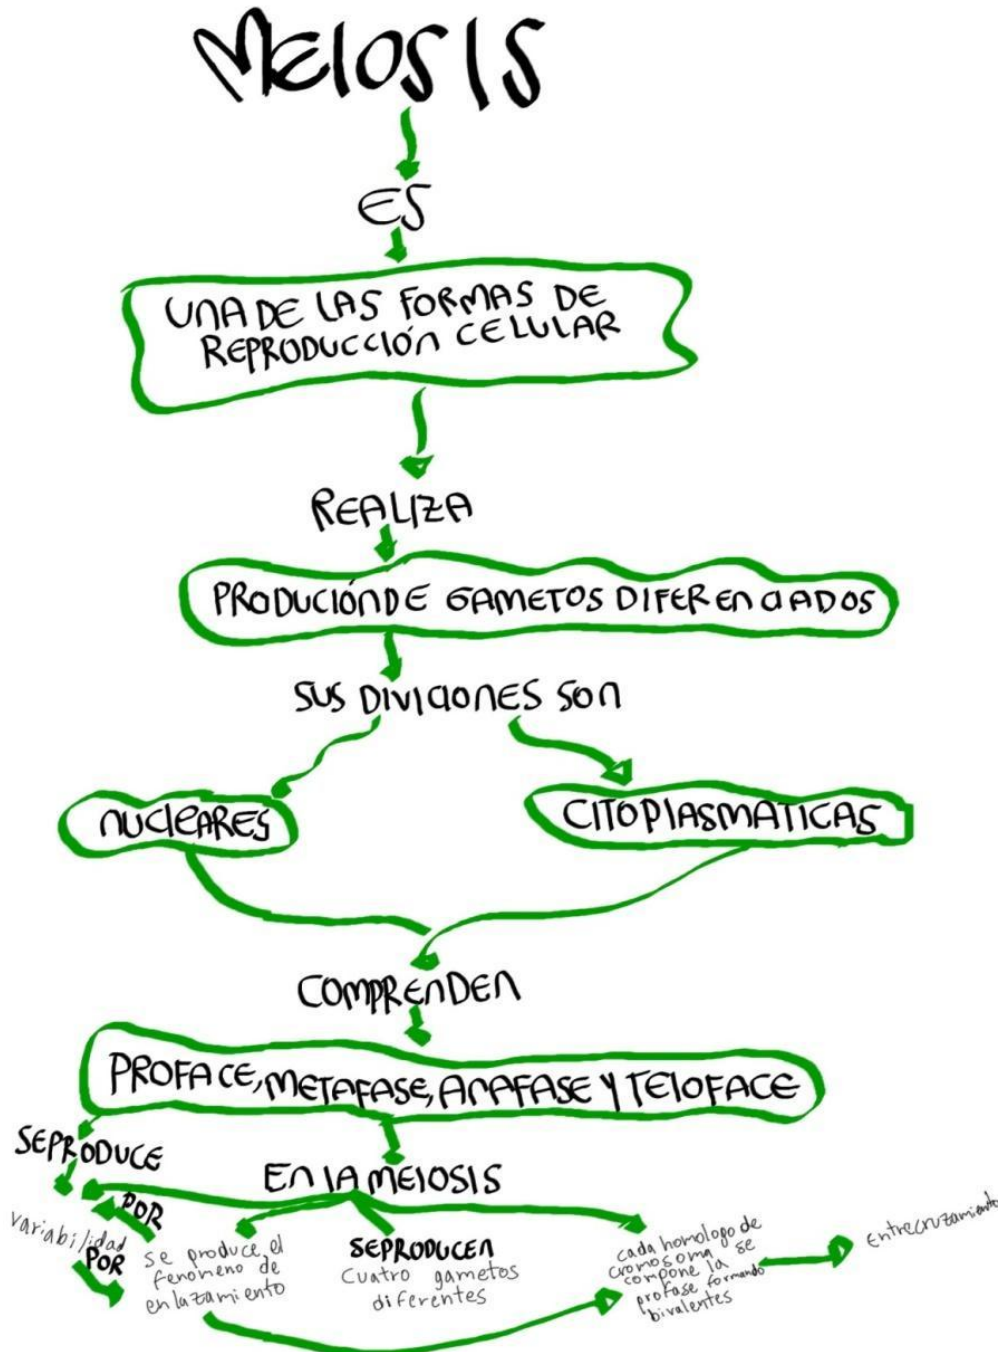 MEIOSIS
ES
UNA DE LAS FORMAS DE
REPRODUCCIÓN CELULAR
REALIZA
PRODUCIÓN DE GAMETOS DIFERENCIADOS
SUS DIVICIONES SON
NUCLEARES
CITOPLASMATICAS
COMPRENDEN
PROFACE, METAFASE, ANAFASE Y TELOFACE
SEPRODUCE
EN LA MEIOSIS
POR
variabilidad
POR
se produce el
fenomeno de
enlazamiento
SEPRODUCEN
Cuatro gametos
diferentes
cada homologo de
cromosoma se
compone la
profase formando
bivalentes
entrecruzamiento